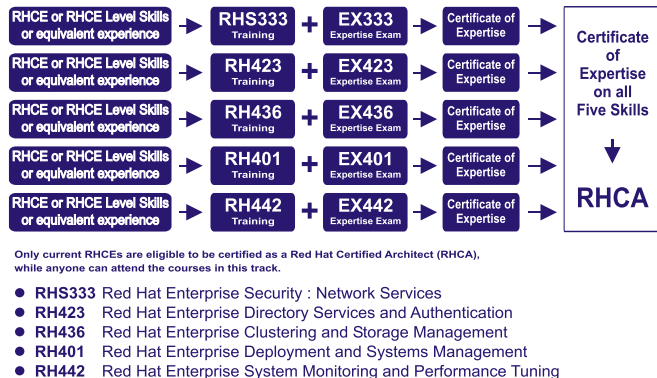 RHCE or RHCE Level Skills
or equivalent experience
RHS333
Training
+
EX333
Expertise Exam
Certificate of
Expertise
RHCE or RHCE Level Skills
or equivalent experience
RH423
Training
+
EX423
Expertise Exam
Certificate of
Expertise
RHCE or RHCE Level Skills
or equivalent experience
RH436
Training
+
EX436
Expertise Exam
Certificate of
Expertise
RHCE or RHCE Level Skills
or equivalent experience
RH401
Training
+
EX401
Expertise Exam
Certificate of
Expertise
RHCE or RHCE Level Skills
or equivalent experience
RH442
Training
+
EX442
Expertise Exam
Certificate of
Expertise
Certificate
of
Expertise
on all
Five Skills
RHCA
Only current RHCEs are eligible to be certified as a Red Hat Certified Architect (RHCA),
while anyone can attend the courses in this track.
● RHS333 Red Hat Enterprise Security : Network Services
● RH423 Red Hat Enterprise Directory Services and Authentication
● RH436 Red Hat Enterprise Clustering and Storage Management
● RH401 Red Hat Enterprise Deployment and Systems Management
● RH442 Red Hat Enterprise System Monitoring and Performance Tuning